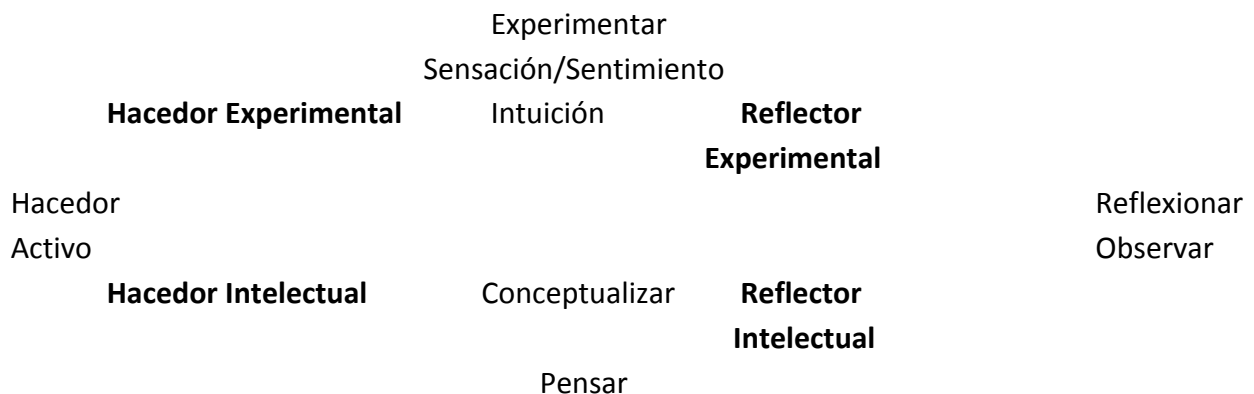 Experimentar
Sensación/Sentimiento
Hacedor Experimental Intuición Reflector
Experimental
Hacedor Reflexionar
Activo Observar
Hacedor Intelectual Conceptualizar Reflector
Intelectual
Pensar